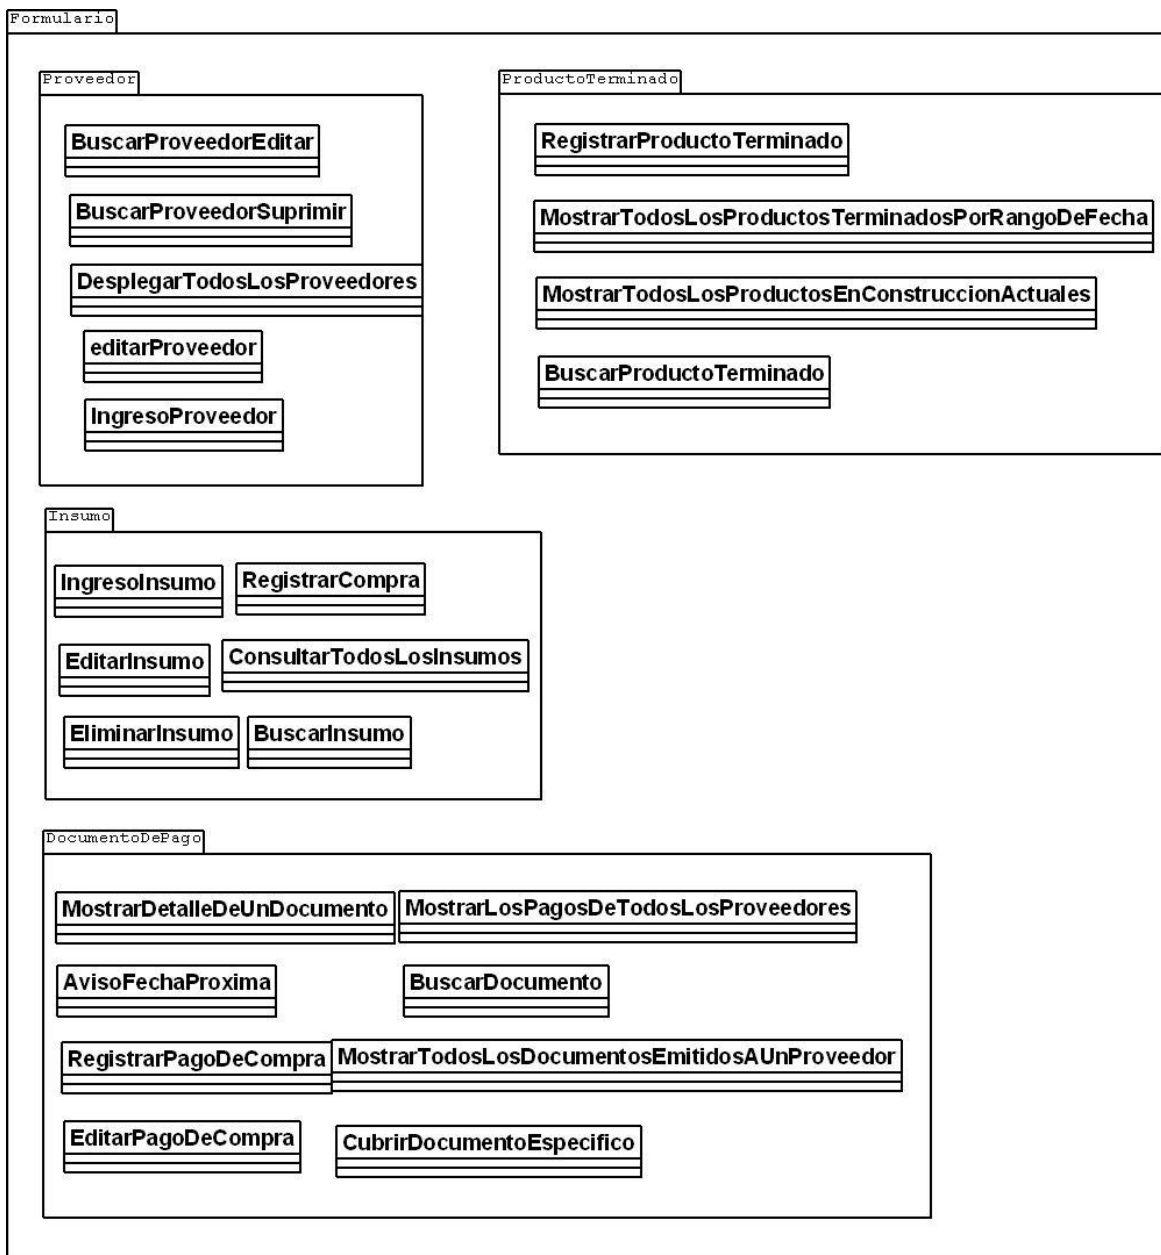 Formulario
Proveedor
BuscarProveedorEditar
BuscarProveedorSuprimir
DesplegarTodosLosProveedores
editarProveedor
IngresoProveedor
ProductoTerminado
RegistrarProductoTerminado
MostrarTodosLosProductosTerminadosPorRangoDeFecha
MostrarTodosLosProductosEnConstruccionActuales
BuscarProductoTerminado
Insumo
IngresoInsumo RegistrarCompra
EditarInsumo ConsultarTodosLosInsumos
EliminarInsumo BuscarInsumo
DocumentoDePago
MostrarDetalleDeUnDocumento MostrarLosPagosDeTodosLosProveedores
AvisoFechaProxima BuscarDocumento
RegistrarPagoDeCompra MostrarTodosLosDocumentosEmitidosAUnProveedor
EditarPagoDeCompra CubrirDocumentoEspecifico